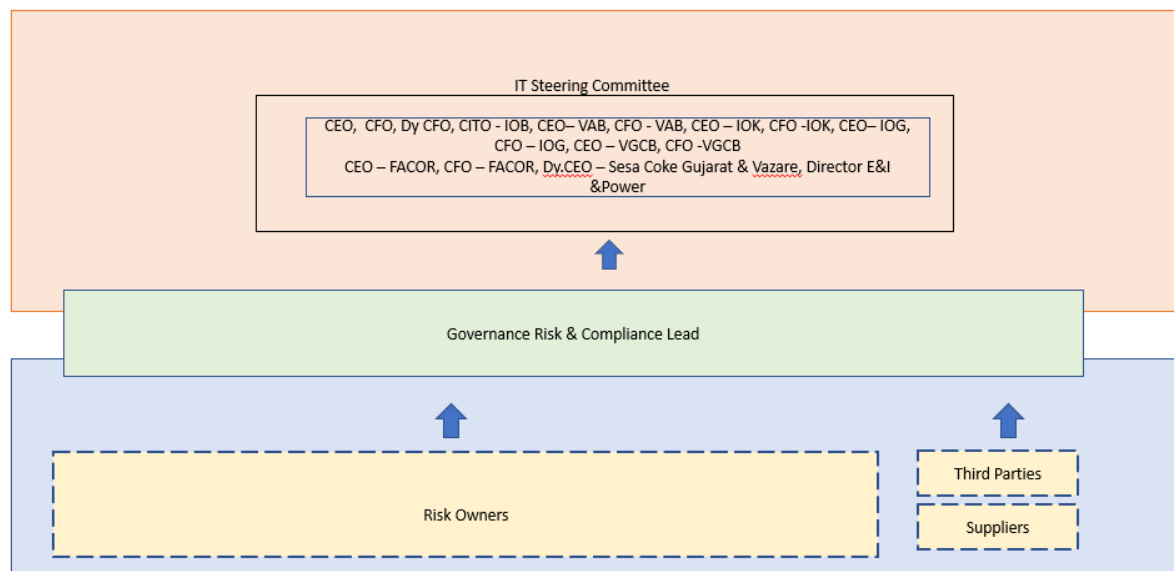 IT Steering Committee
CEO, CFO, Dy CFO, CITO - IOB, CEO– VAB, CFO - VAB, CEO – IOK, CFO -IOK, CEO– IOG,
CFO – IOG, CEO – VGCB, CFO -VGCB
CEO – FACOR, CFO – FACOR, Dy.CEO – Sesa Coke Gujarat & Vazare, Director E&I
&Power
Governance Risk & Compliance Lead
Risk Owners
Third Parties
Suppliers